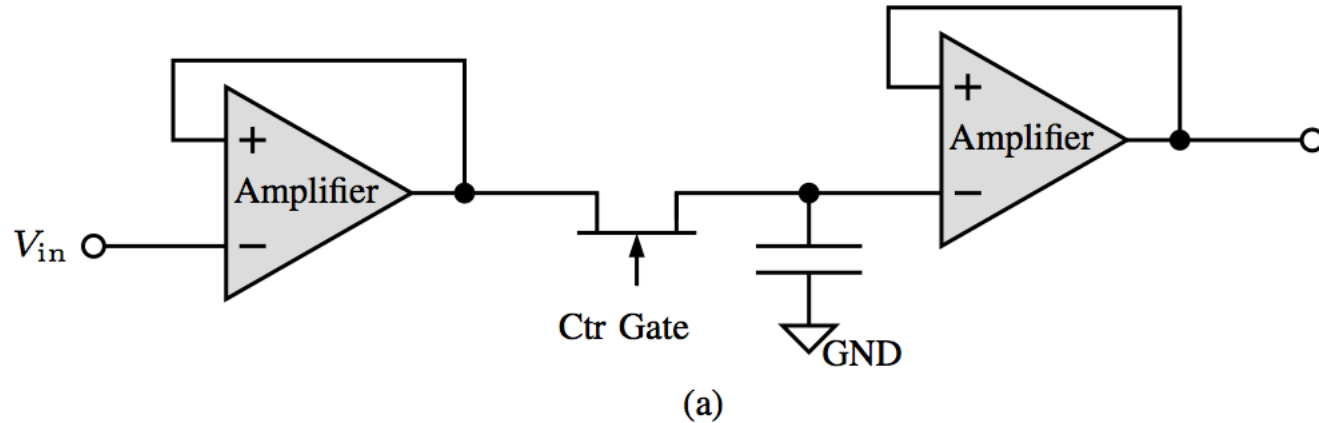 +
Amplifier
−
V_in
Ctr Gate
GND
+
Amplifier
−
(a)